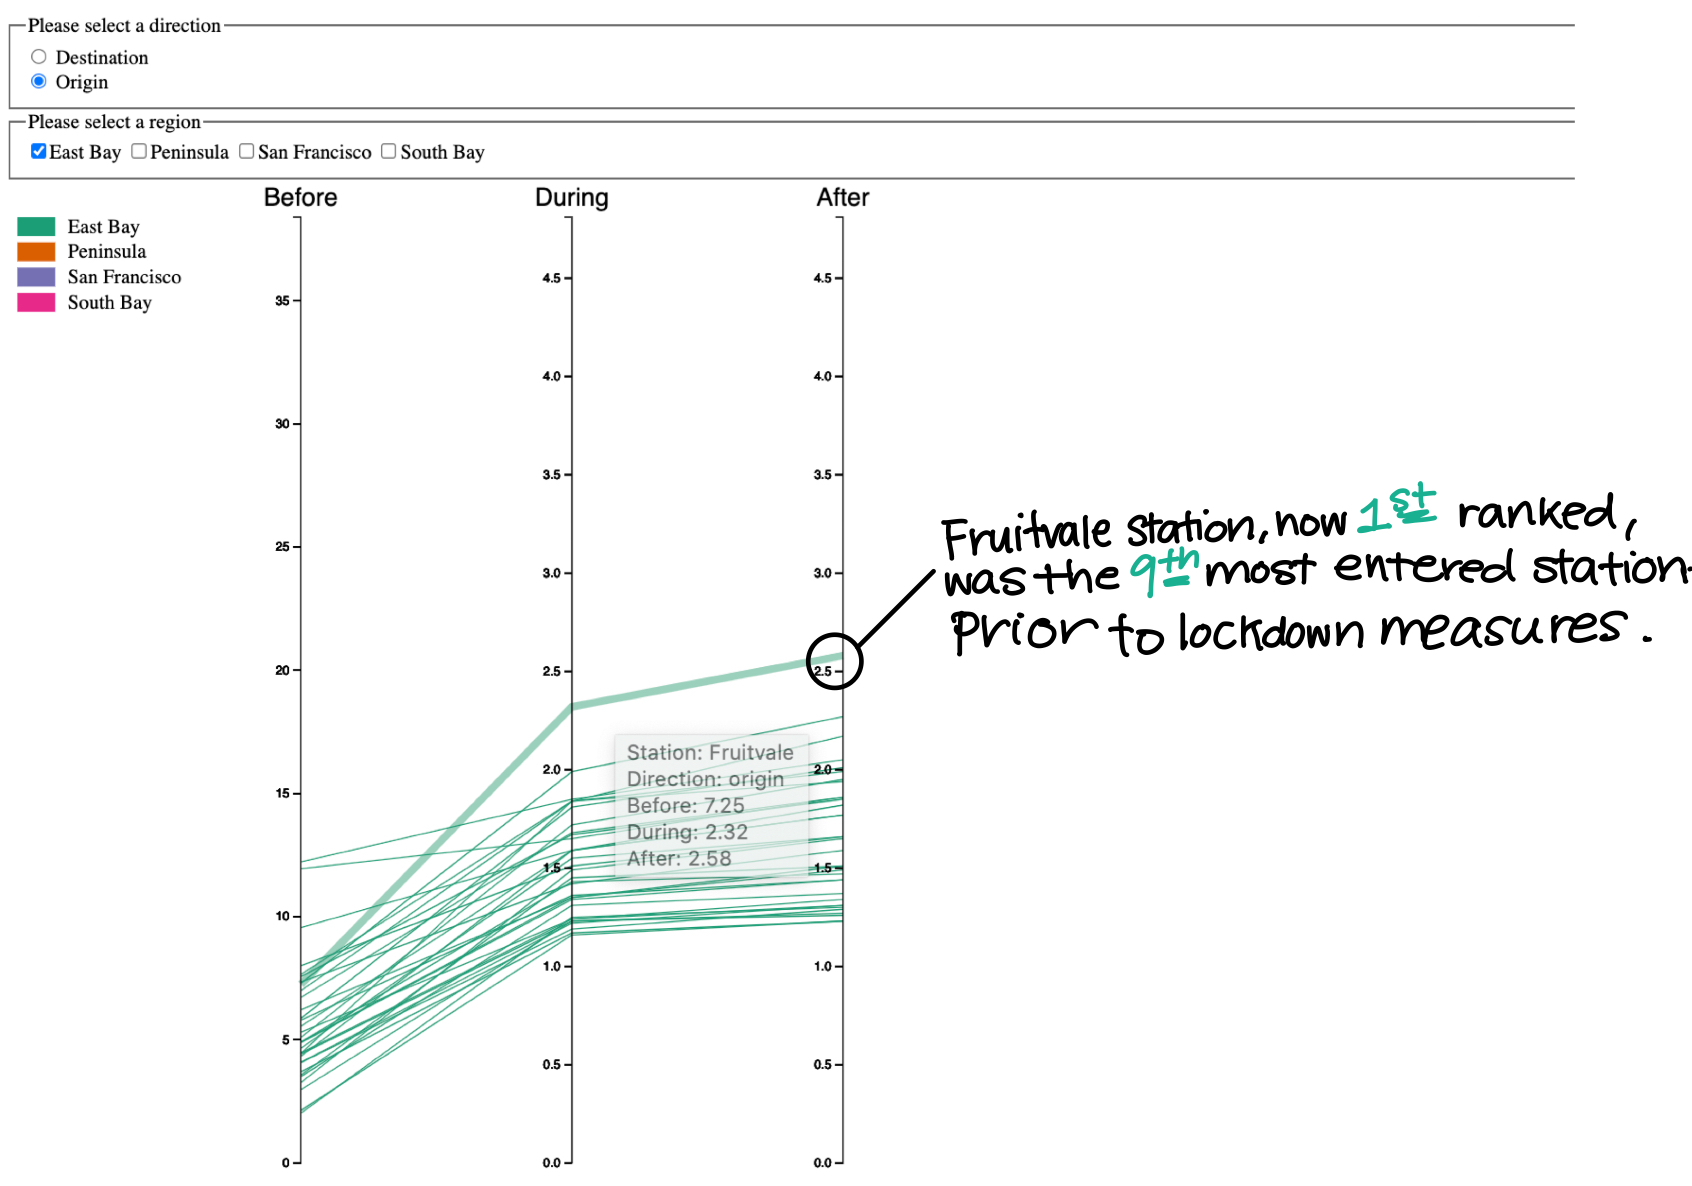 Please select a direction
Destination
Origin
Please select a region
East Bay Peninsula San Francisco South Bay
Before During After
East Bay
Peninsula
San Francisco
South Bay
35
30
25
20
15
10
5
0
4.5
4.0
3.5
3.0
2.5
2.0
1.5
1.0
0.5
0.0
4.5
4.0
3.5
3.0
2.5
2.0
1.5
1.0
0.5
0.0
Station: Fruitvale
Direction: origin
Before: 7.25
During: 2.32
After: 2.58
Fruitvale station, now 1st ranked,
was the 9th most entered station
Prior to lockdown measures.